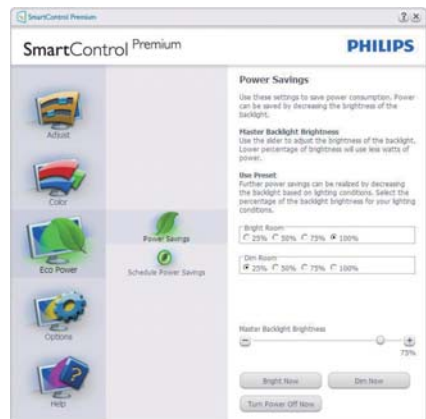 SmartControl Premium
? x
SmartControl Premium
PHILIPS
Adjust
Color
Eco Power
Options
Help
Power Savings
Schedule Power Savings
Power Savings
Use these settings to save power consumption. Power
can be saved by decreasing the brightness of the
backlight.
Master Backlight Brightness
Use the slider to adjust the brightness of the backlight.
Lower percentage of brightness will use less watts of
power.
Use Preset
Further power savings can be realized by decreasing
the backlight based on lighting conditions. Select the
percentage of the backlight brightness for your lighting
conditions.
Bright Room
25% 50% 75% 100%
Dim Room
25% 50% 75% 100%
Master Backlight Brightness
75%
Bright Now Dim Now
Turn Power Off Now